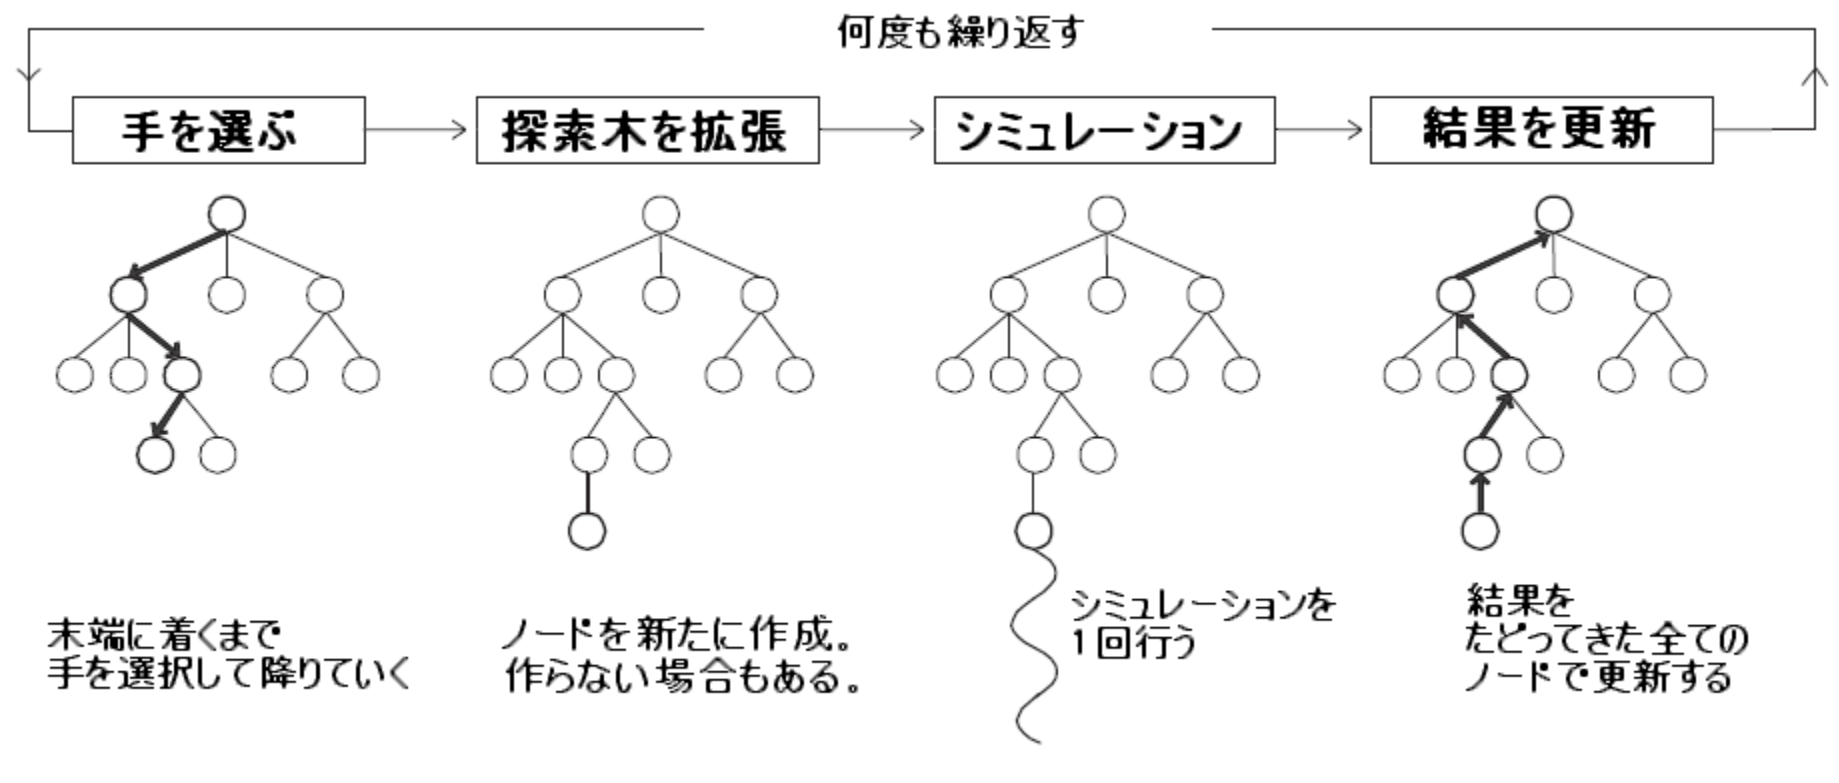 何度も繰り返す
手を選ぶ
探索木を拡張
シミュレーション
結果を更新
末端に着くまで
手を選択して降りていく
ノードを新たに作成。
作らない場合もある。
シミュレーションを
1回行う
結果を
たどってきた全ての
ノードで更新する